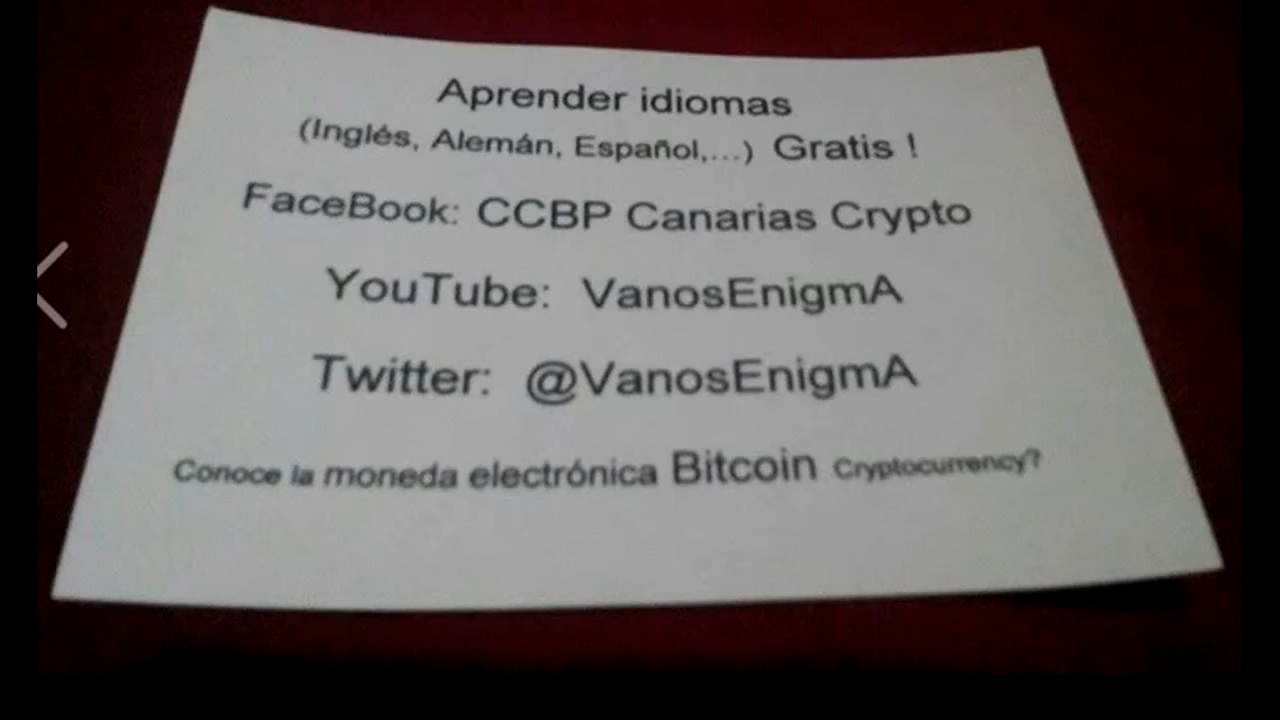 Aprender idiomas
(Inglés, Alemán, Español,...) Gratis !
FaceBook: CCBP Canarias Crypto
YouTube: VanosEnigmA
Twitter: @VanosEnigmA
Conoce la moneda electrónica Bitcoin Cryptocurrency?